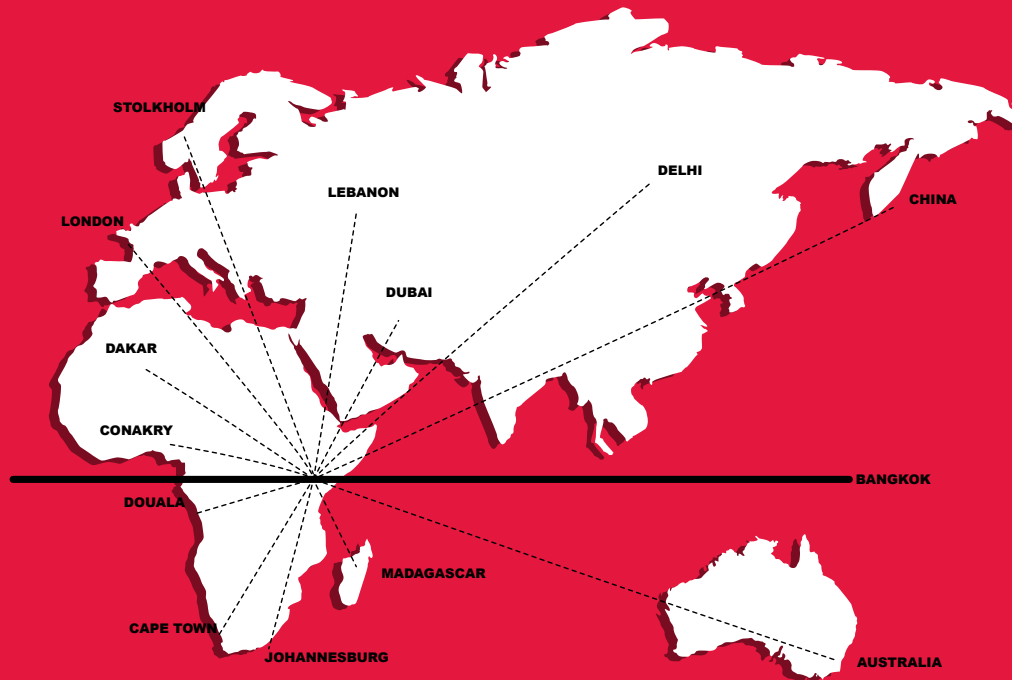 STOLKHOLM
DELHI
LEBANON
CHINA
LONDON
DUBAI
DAKAR
CONAKRY
BANGKOK
DOUALA
MADAGASCAR
CAPE TOWN
JOHANNESBURG
AUSTRALIA